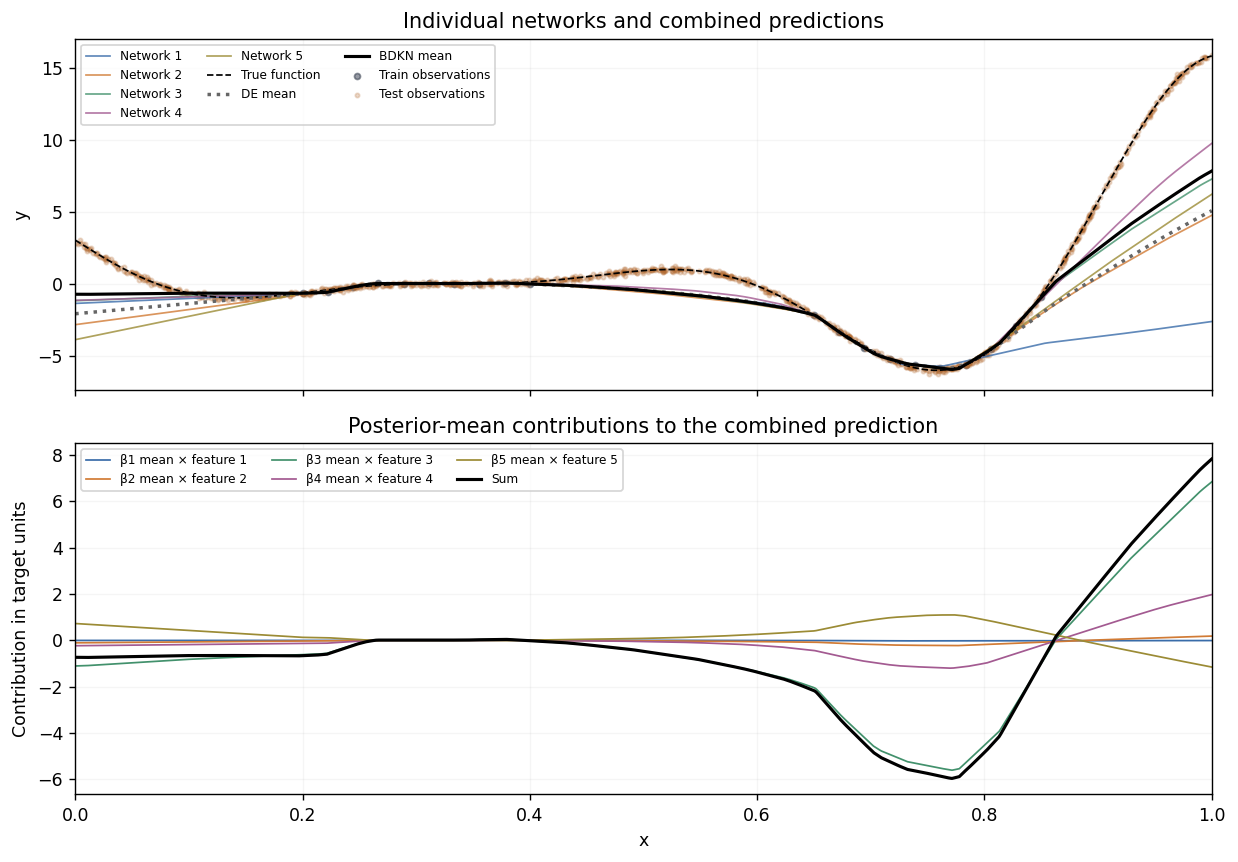 Individual networks and combined predictions
Network 1
Network 2
Network 3
Network 4
Network 5
True function
DE mean
BDKN mean
Train observations
Test observations
15
10
5
0
−5
y
Posterior-mean contributions to the combined prediction
β1 mean × feature 1
β2 mean × feature 2
β3 mean × feature 3
β4 mean × feature 4
β5 mean × feature 5
Sum
8
6
4
2
0
−2
−4
−6
Contribution in target units
0.0 0.2 0.4 0.6 0.8 1.0
x